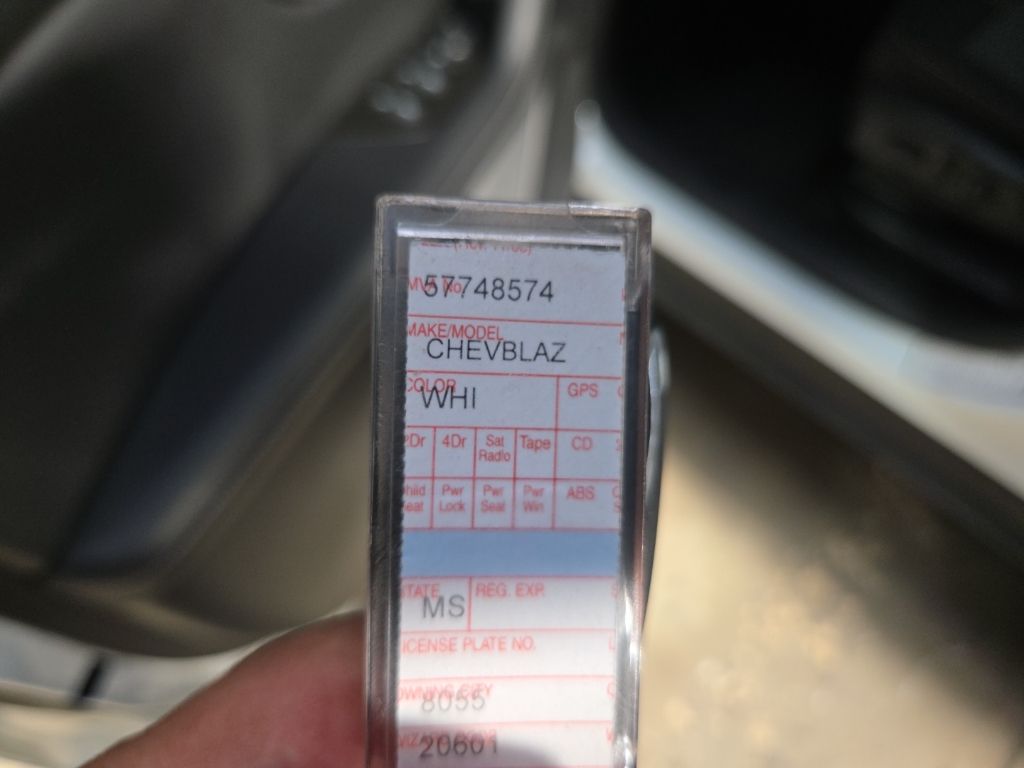 MVA No.
57748574
MAKE/MODEL
CHEVBLAZ
COLOR GPS
WHI
2Dr 4Dr Sat Radio Tape CD
Child Seat Pwr Lock Pwr Seat Pwr Win ABS
STATE REG. EXP.
MS
LICENSE PLATE NO.
OWNING CITY
8055
20601